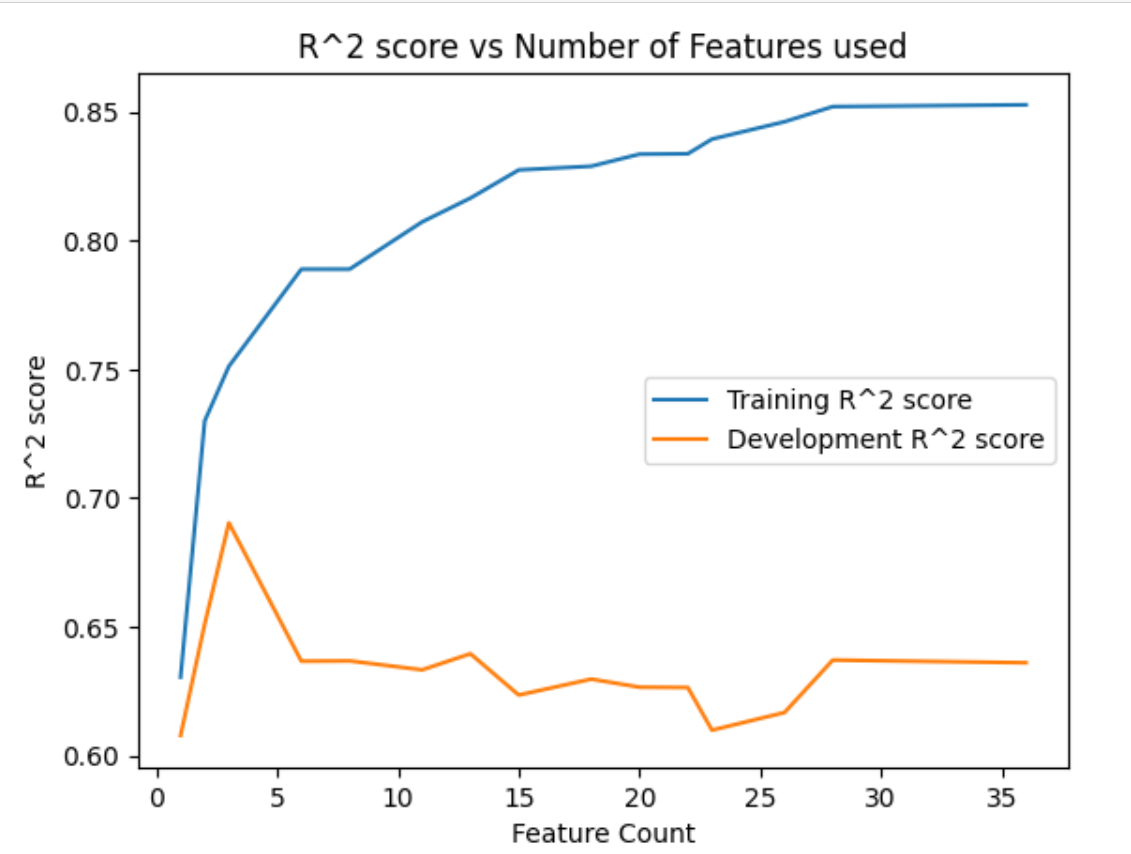 R^2 score vs Number of Features used
0.85
0.80
0.75
0.70
0.65
0.60
R^2 score
Training R^2 score
Development R^2 score
0 5 10 15 20 25 30 35
Feature Count